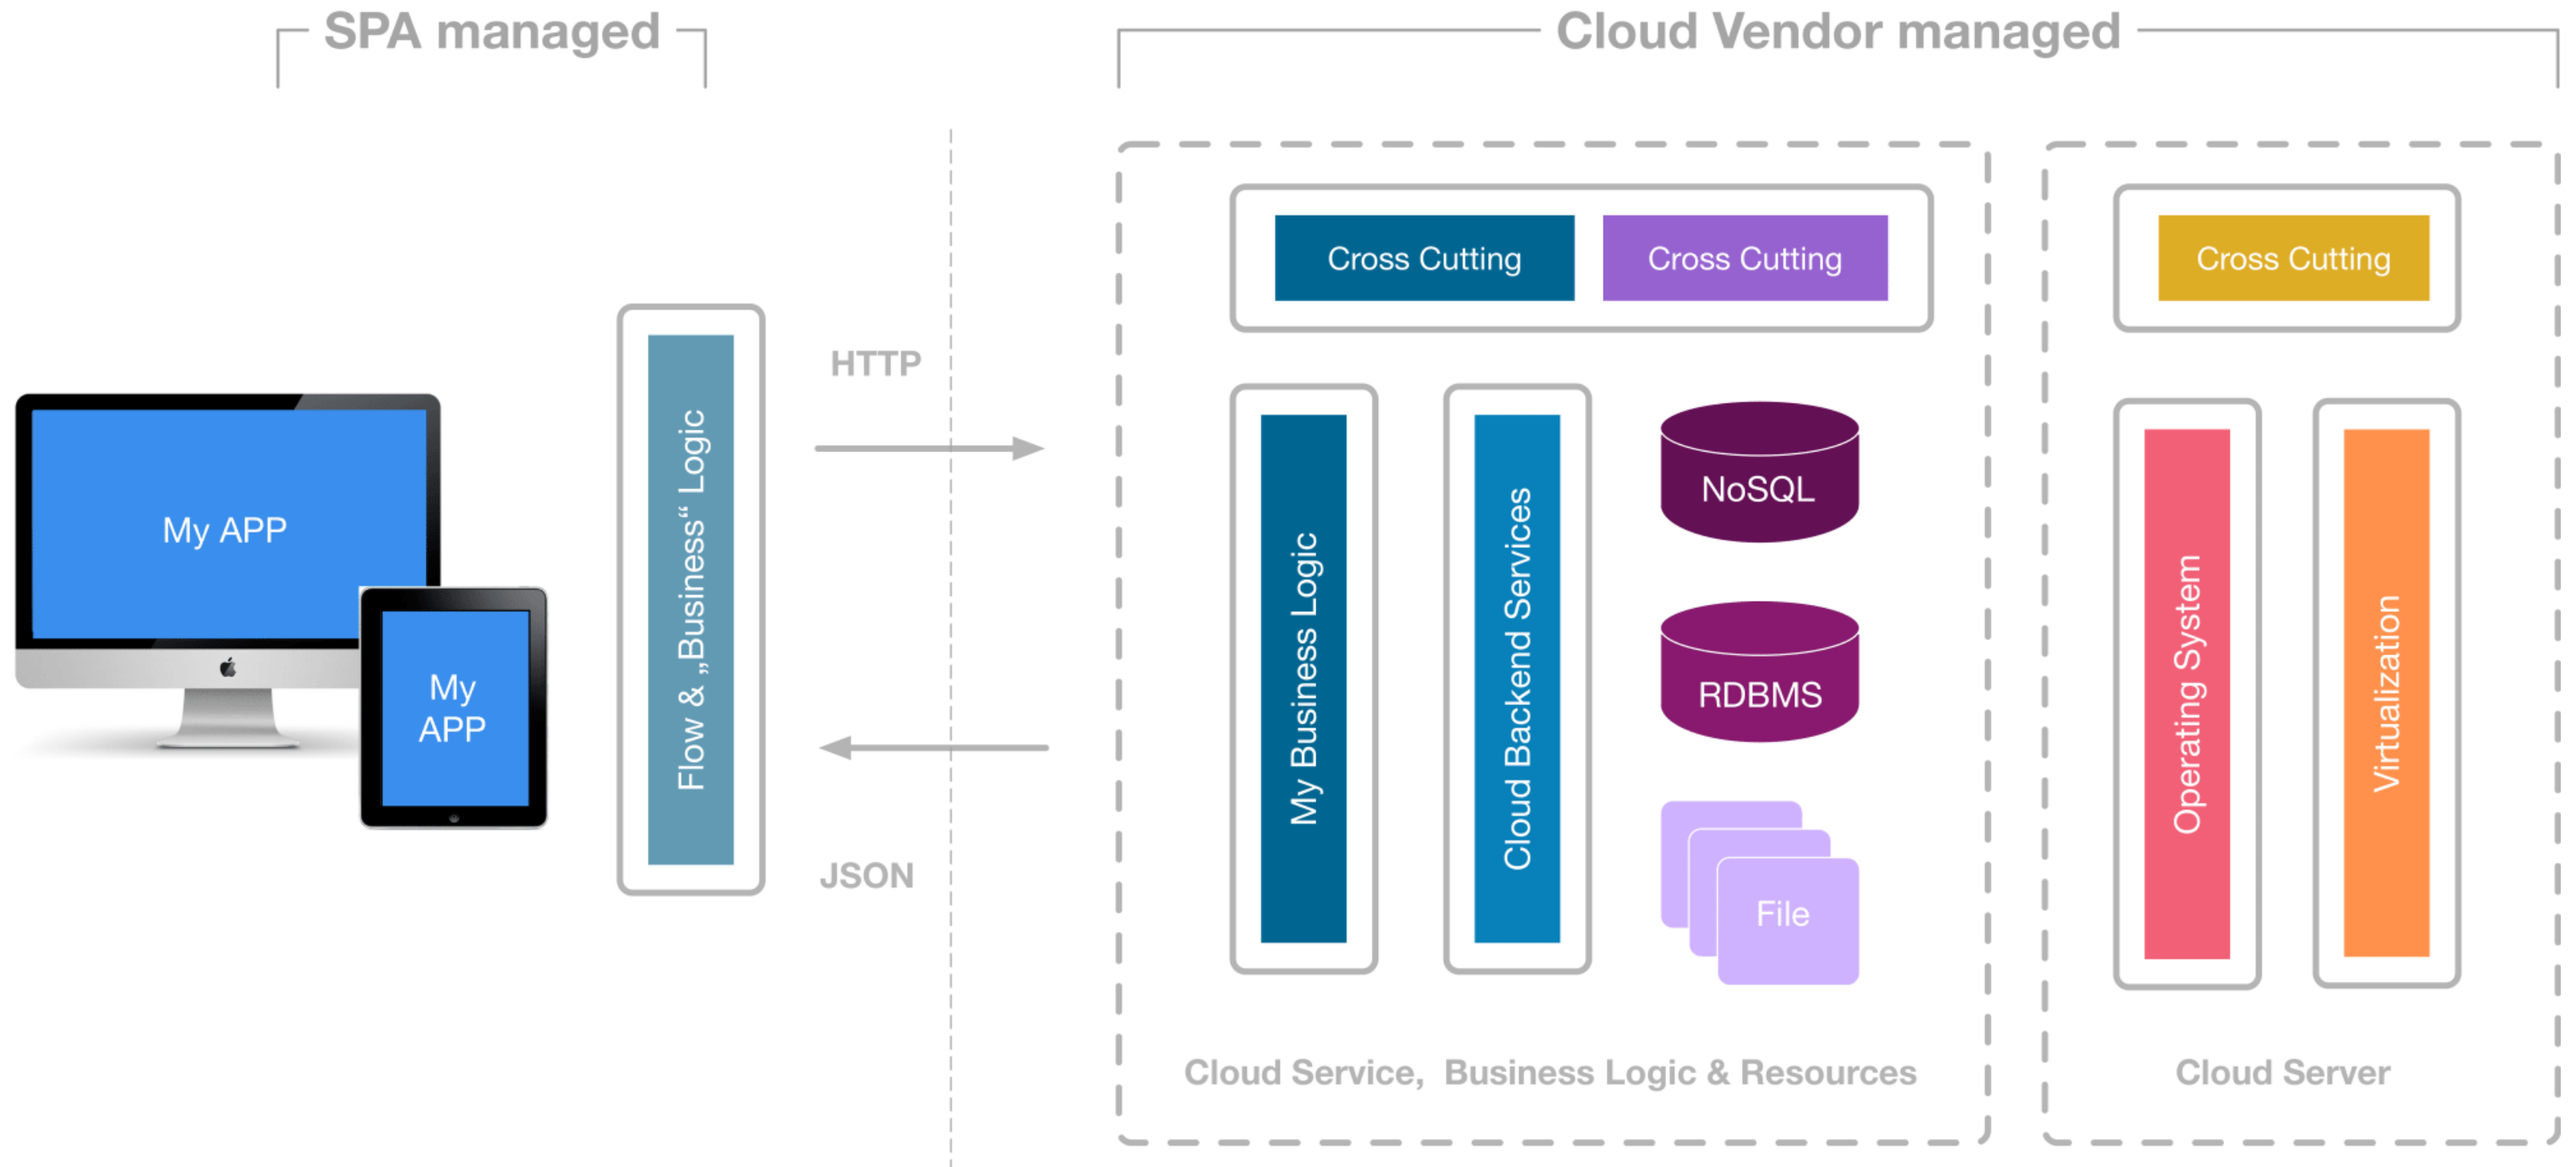 SPA managed
Cloud Vendor managed
Cross Cutting
Cross Cutting
Cross Cutting
HTTP
My APP
My
APP
Flow & „Business“ Logic
JSON
My Business Logic
Cloud Backend Services
NoSQL
RDBMS
File
Operating System
Virtualization
Cloud Service, Business Logic & Resources
Cloud Server